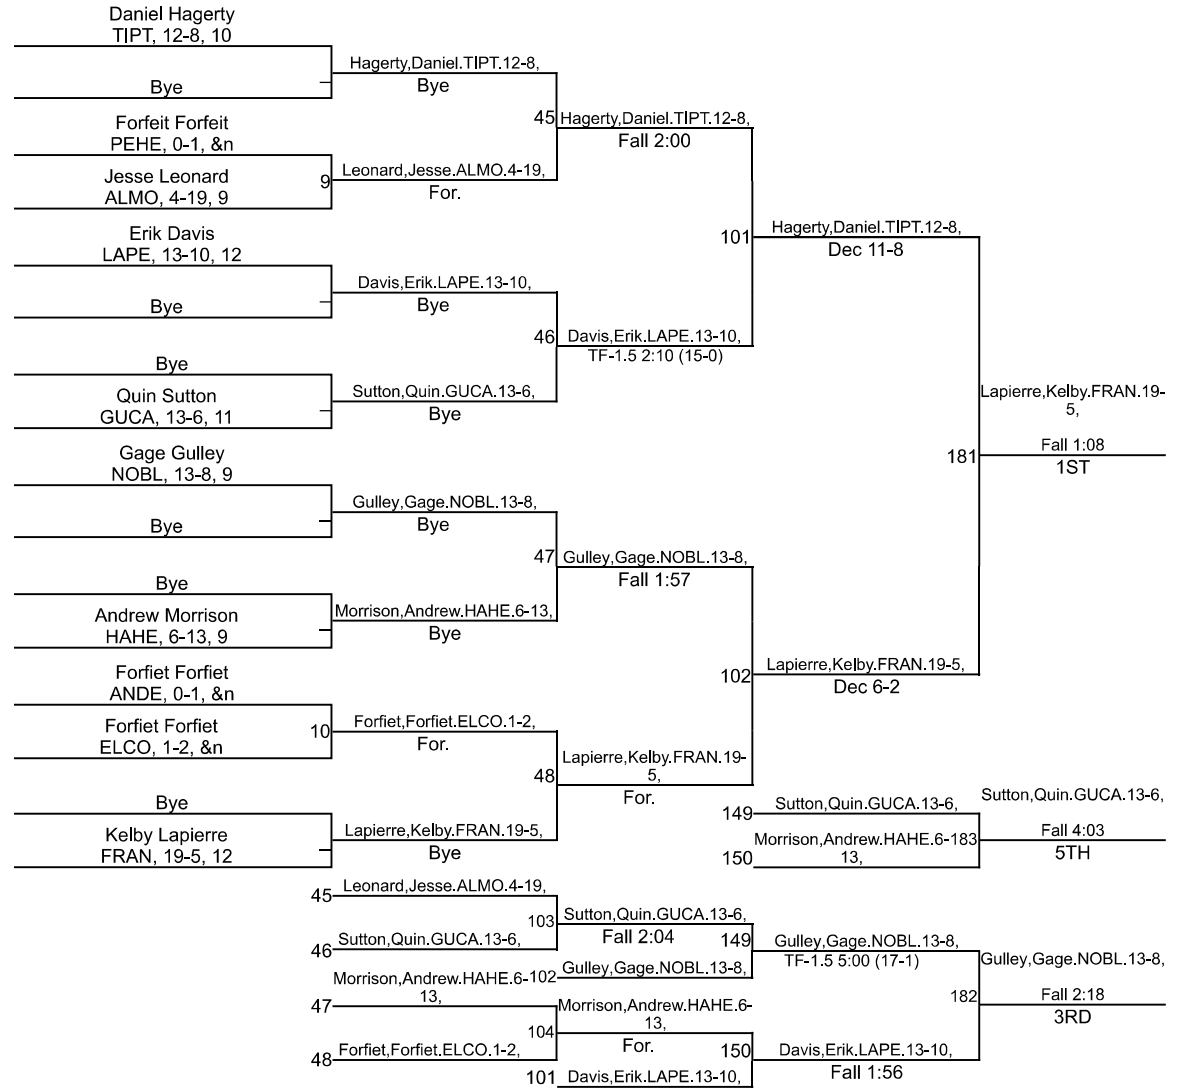 Daniel Hagerty
TIPT, 12-8, 10
Hagerty,Daniel.TIPT.12-8,
Bye
Bye
45
Hagerty,Daniel.TIPT.12-8,
Fall 2:00
Forfeit Forfeit
PEHE, 0-1, &n
Jesse Leonard
ALMO, 4-19, 9
9
Leonard,Jesse.ALMO.4-19,
For.
101
Hagerty,Daniel.TIPT.12-8,
Dec 11-8
Erik Davis
LAPE, 13-10, 12
Davis,Erik.LAPE.13-10,
Bye
Bye
46
Davis,Erik.LAPE.13-10,
TF-1.5 2:10 (15-0)
Bye
Quin Sutton
GUCA, 13-6, 11
Sutton,Quin.GUCA.13-6,
Bye
Lapierre,Kelby.FRAN.19-
5,
181
Fall 1:08
1ST
Gage Gulley
NOBL, 13-8, 9
Gulley,Gage.NOBL.13-8,
Bye
Bye
47
Gulley,Gage.NOBL.13-8,
Fall 1:57
Bye
Andrew Morrison
HAHE, 6-13, 9
Morrison,Andrew.HAHE.6-13,
Bye
102
Lapierre,Kelby.FRAN.19-5,
Dec 6-2
Forfiet Forfiet
ANDE, 0-1, &n
Forfiet Forfiet
ELCO, 1-2, &n
10
Forfiet,Forfiet.ELCO.1-2,
For.
48
Lapierre,Kelby.FRAN.19-
5,
For.
Bye
Kelby Lapierre
FRAN, 19-5, 12
Lapierre,Kelby.FRAN.19-5,
Bye
149
Sutton,Quin.GUCA.13-6,
150
Morrison,Andrew.HAHE.6-
13,
183
Sutton,Quin.GUCA.13-6,
Fall 4:03
5TH
45
Leonard,Jesse.ALMO.4-19,
46
Sutton,Quin.GUCA.13-6,
103
Sutton,Quin.GUCA.13-6,
Fall 2:04
149
102
Gulley,Gage.NOBL.13-8,
Gulley,Gage.NOBL.13-8,
TF-1.5 5:00 (17-1)
Morrison,Andrew.HAHE.6-
13,
47
48
Forfiet,Forfiet.ELCO.1-2,
104
Morrison,Andrew.HAHE.6-
13,
For.
150
101
Davis,Erik.LAPE.13-10,
Davis,Erik.LAPE.13-10,
Fall 1:56
182
Gulley,Gage.NOBL.13-8,
Fall 2:18
3RD